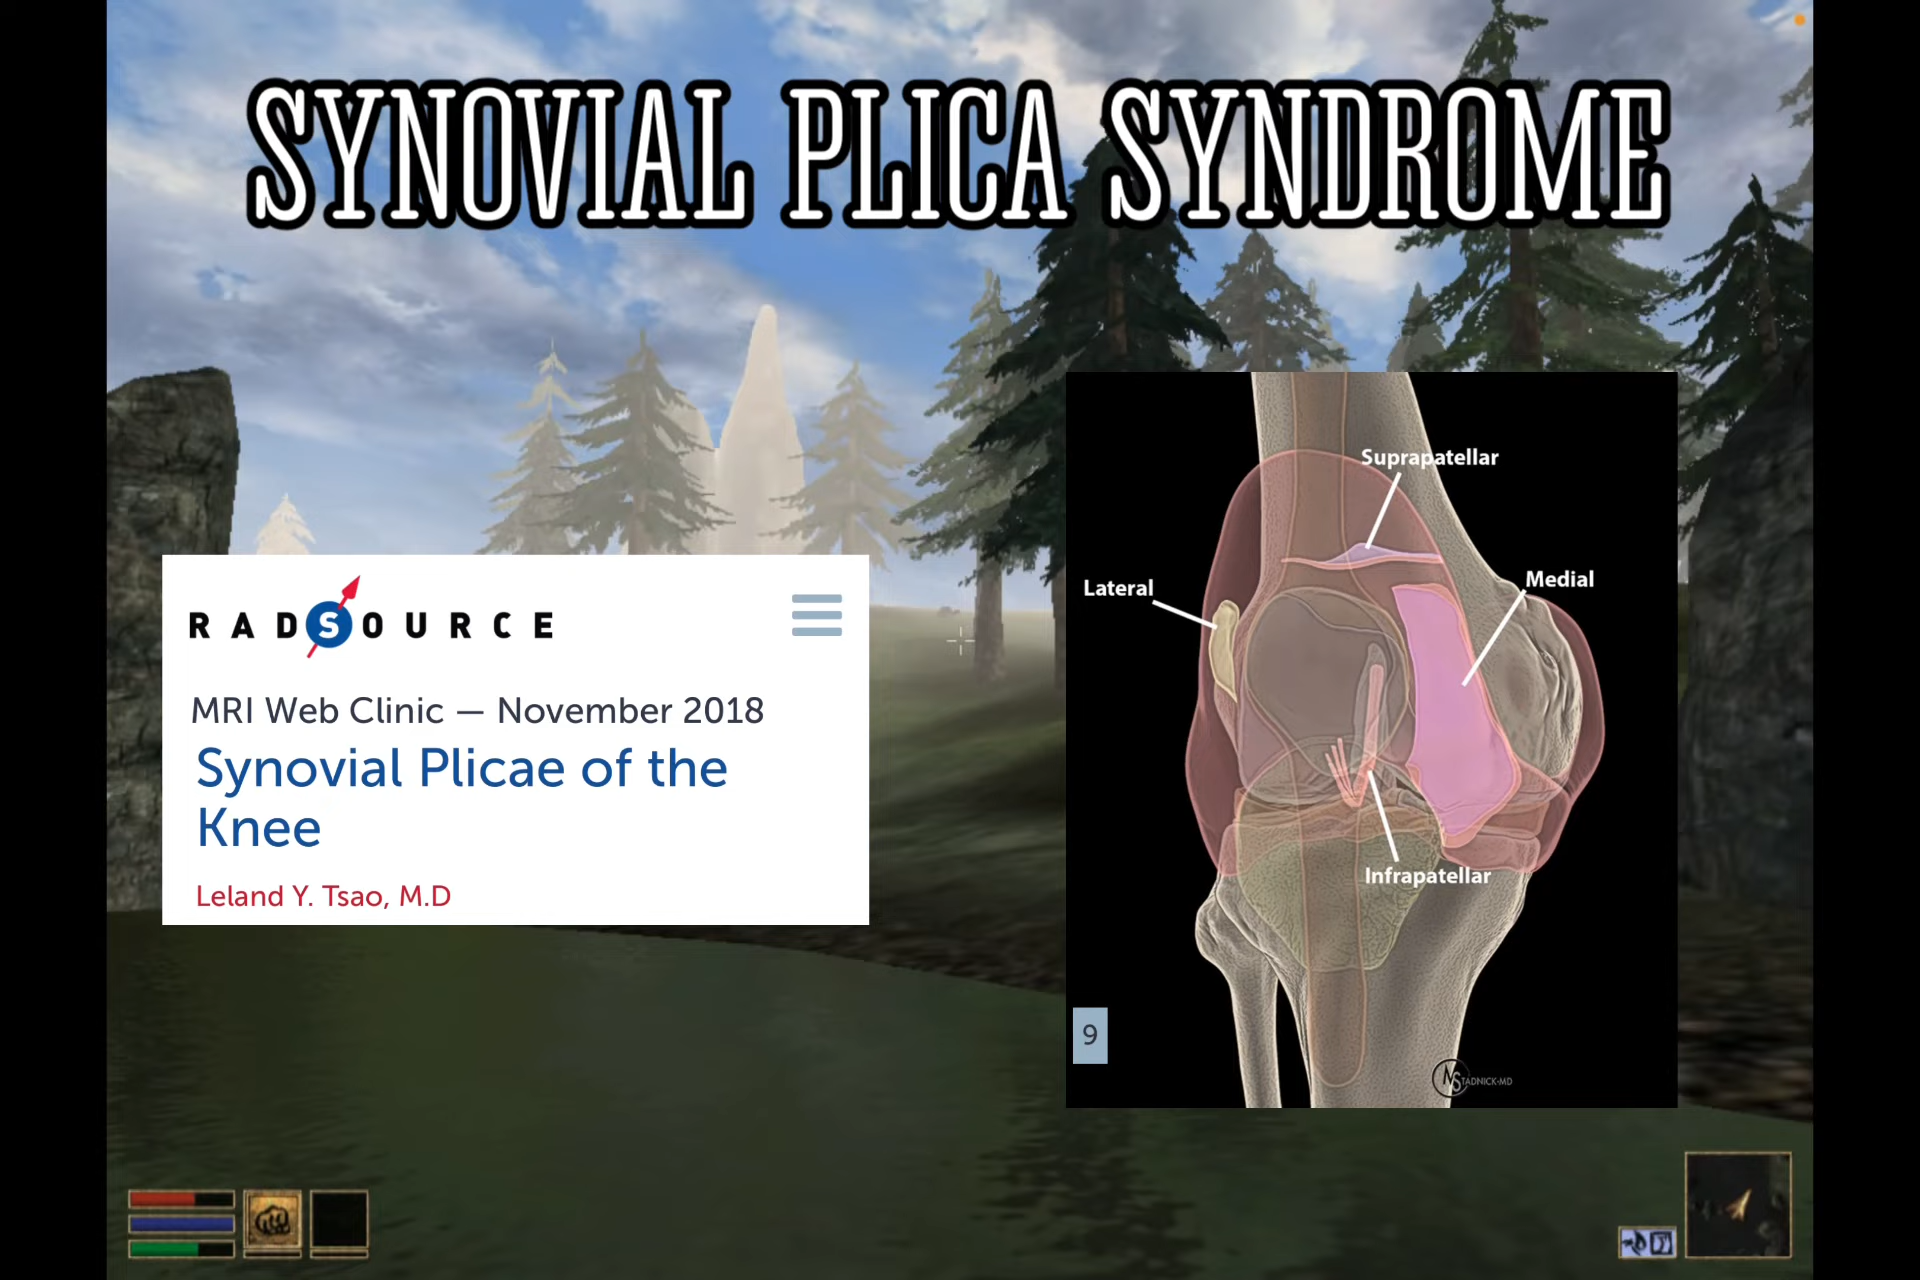 SYNOVIAL PLICA SYNDROME
RADSOURCE
MRI Web Clinic — November 2018
Synovial Plicae of the
Knee
Leland Y. Tsao, M.D
Suprapatellar
Medial
Lateral
Infrapatellar
9
MSTADNICK-MD